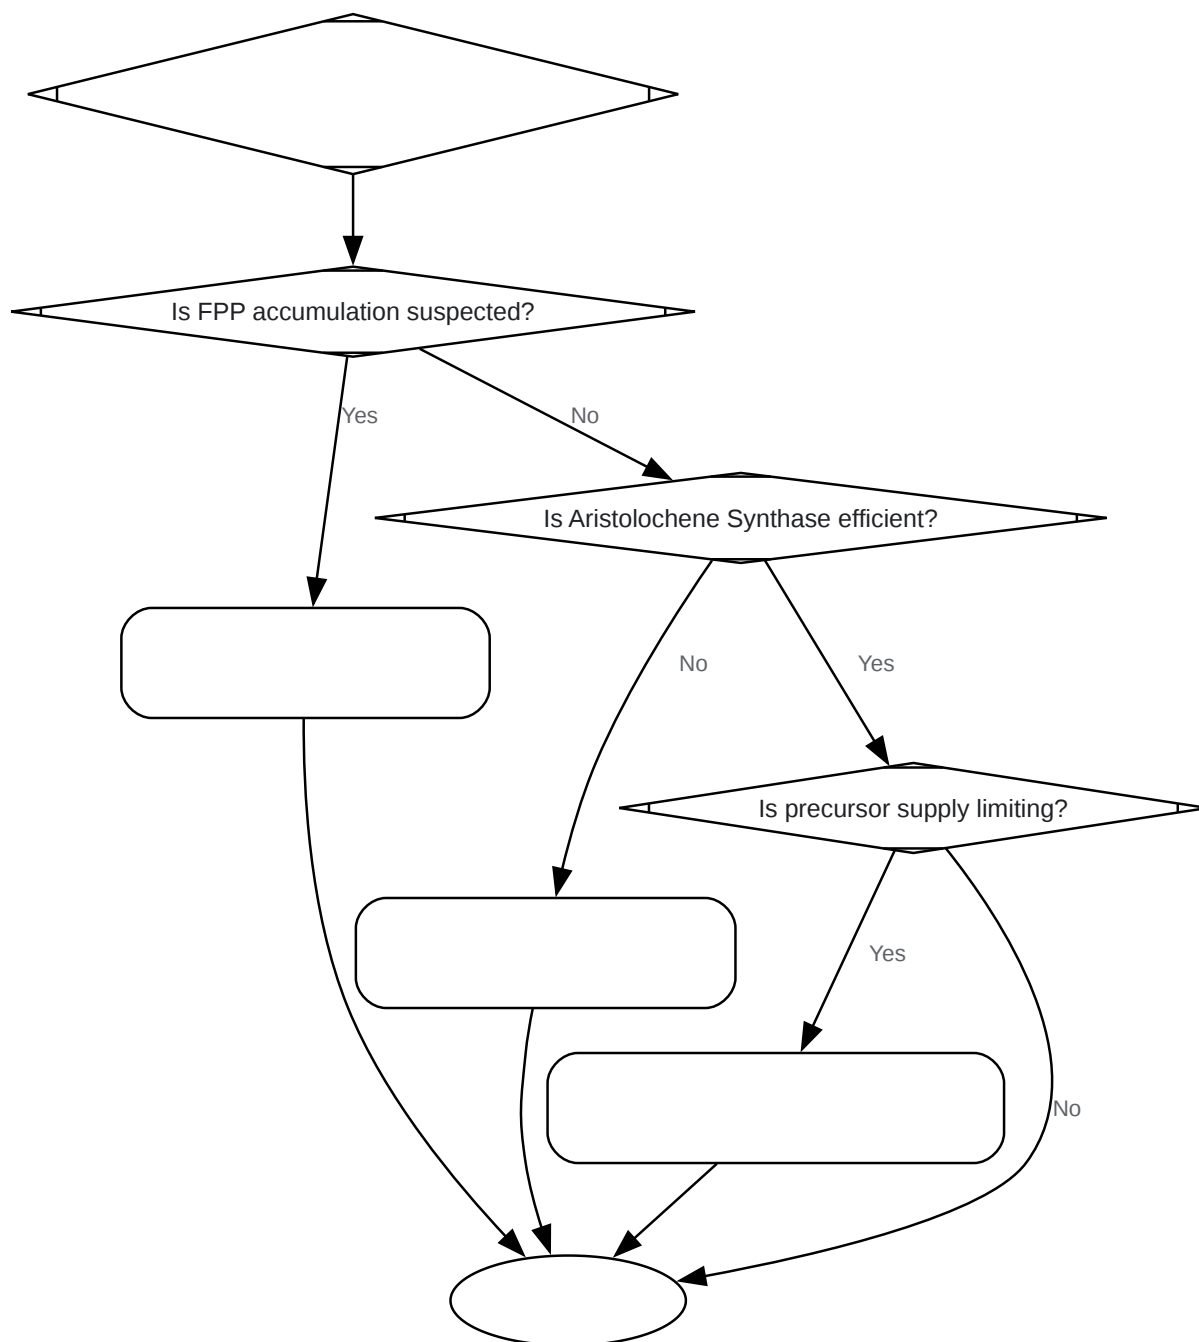 Is FPP accumulation suspected?
Yes
No
Is Aristolochene Synthase efficient?
No
Yes
Is precursor supply limiting?
Yes
No